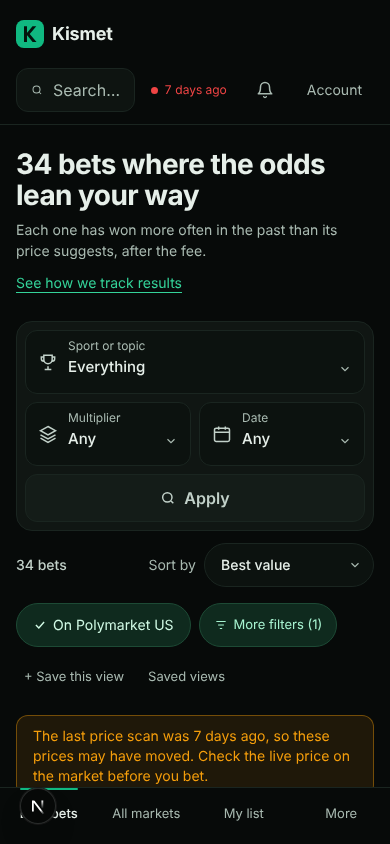 Kismet
Search...
7 days ago
Account
34 bets where the odds
lean your way
Each one has won more often in the past than its
price suggests, after the fee.
See how we track results
Sport or topic
Everything
Multiplier
Any
Date
Any
Apply
34 bets
Sort by
Best value
On Polymarket US
More filters (1)
+ Save this view
Saved views
The last price scan was 7 days ago, so these
prices may have moved. Check the live price on
the market before you bet.
N
bets
All markets
My list
More